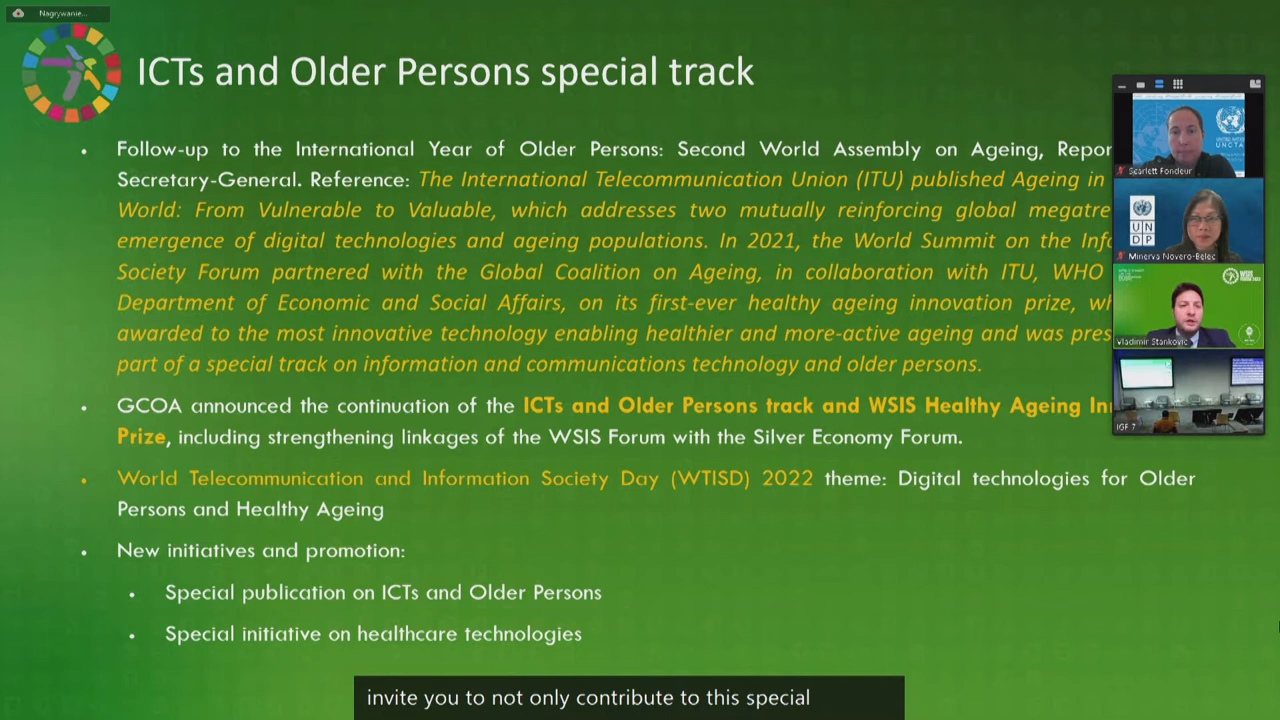 Nagrywanie...
ICTs and Older Persons special track
Follow-up to the International Year of Older Persons: Second World Assembly on Ageing, Repor
Secretary-General. Reference: The International Telecommunication Union (ITU) published Ageing in
World: From Vulnerable to Valuable, which addresses two mutually reinforcing global megatre
emergence of digital technologies and ageing populations. In 2021, the World Summit on the Info
Society Forum partnered with the Global Coalition on Ageing, in collaboration with ITU, WHO
Department of Economic and Social Affairs, on its first-ever healthy ageing innovation prize, wh
awarded to the most innovative technology enabling healthier and more-active ageing and was pres
part of a special track on information and communications technology and older persons.
GCOA announced the continuation of the ICTs and Older Persons track and WSIS Healthy Ageing Inn
Prize, including strengthening linkages of the WSIS Forum with the Silver Economy Forum.
World Telecommunication and Information Society Day (WTISD) 2022 theme: Digital technologies for Older
Persons and Healthy Ageing
New initiatives and promotion:
Special publication on ICTs and Older Persons
Special initiative on healthcare technologies
Scarlett Fondeur
UN
DP
Minerva Novero-Belec
Vladimir Stankovic
IGF 7
invite you to not only contribute to this special